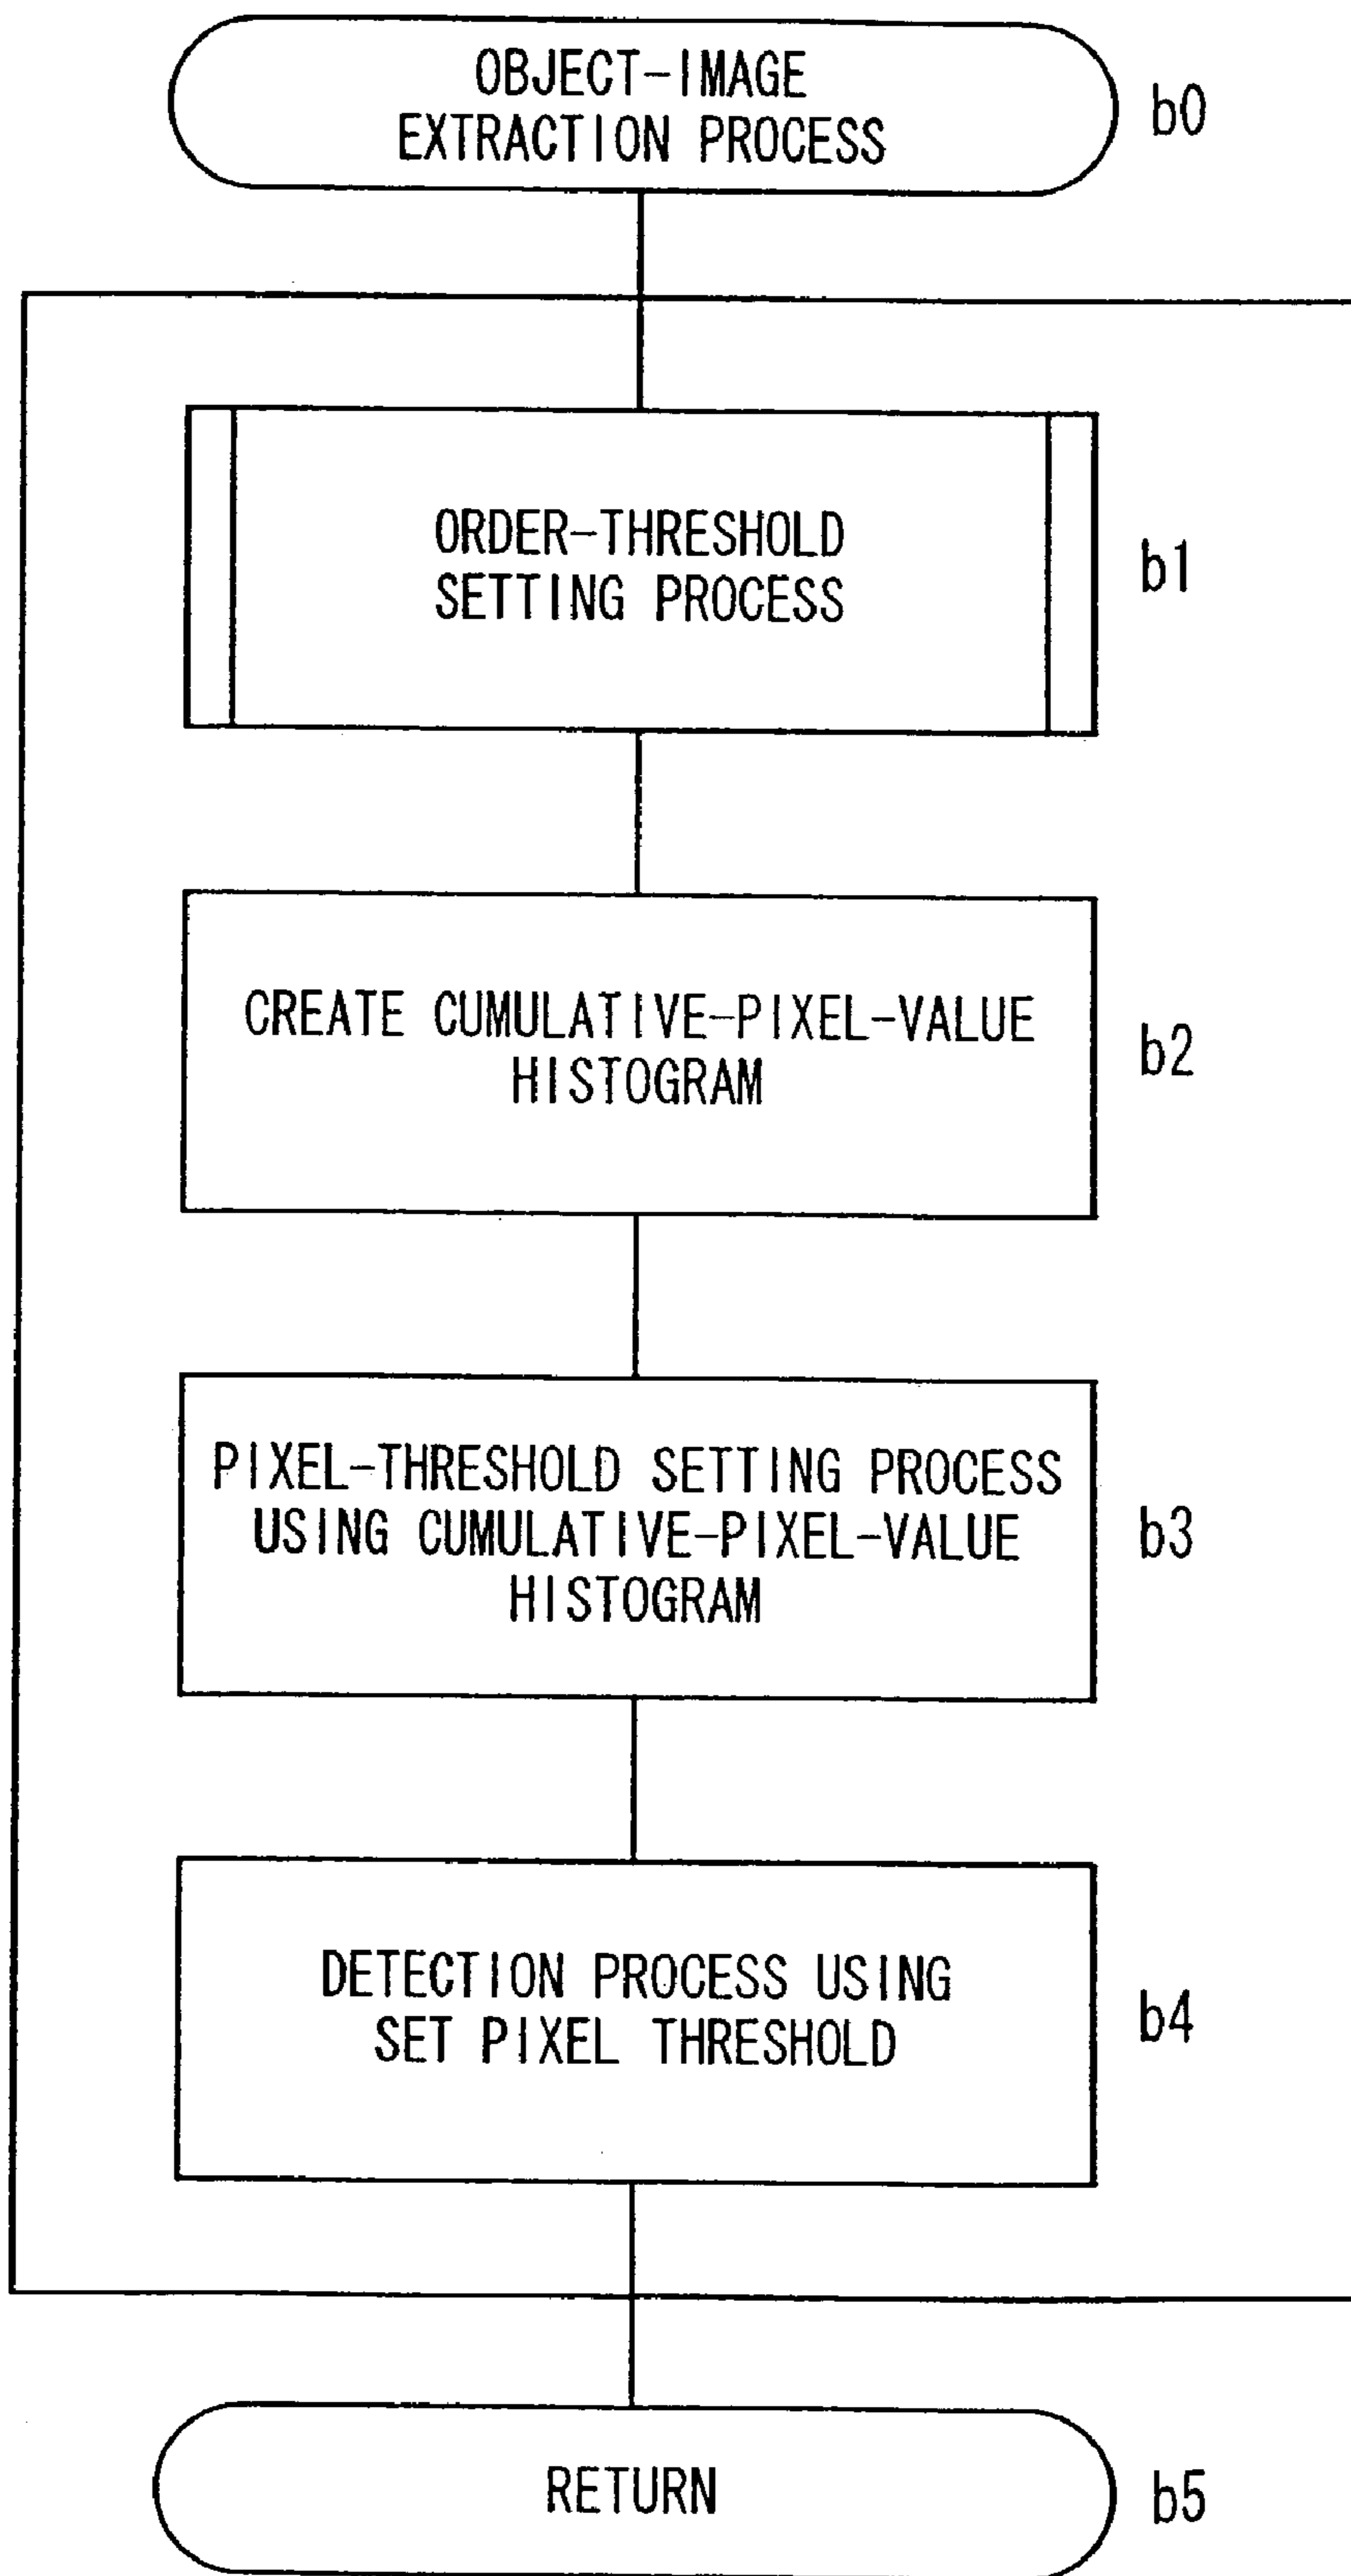 OBJECT-IMAGE
EXTRACTION PROCESS
b0
ORDER-THRESHOLD
SETTING PROCESS
b1
CREATE CUMULATIVE-PIXEL-VALUE
HISTOGRAM
b2
PIXEL-THRESHOLD SETTING PROCESS
USING CUMULATIVE-PIXEL-VALUE
HISTOGRAM
b3
DETECTION PROCESS USING
SET PIXEL THRESHOLD
b4
RETURN
b5